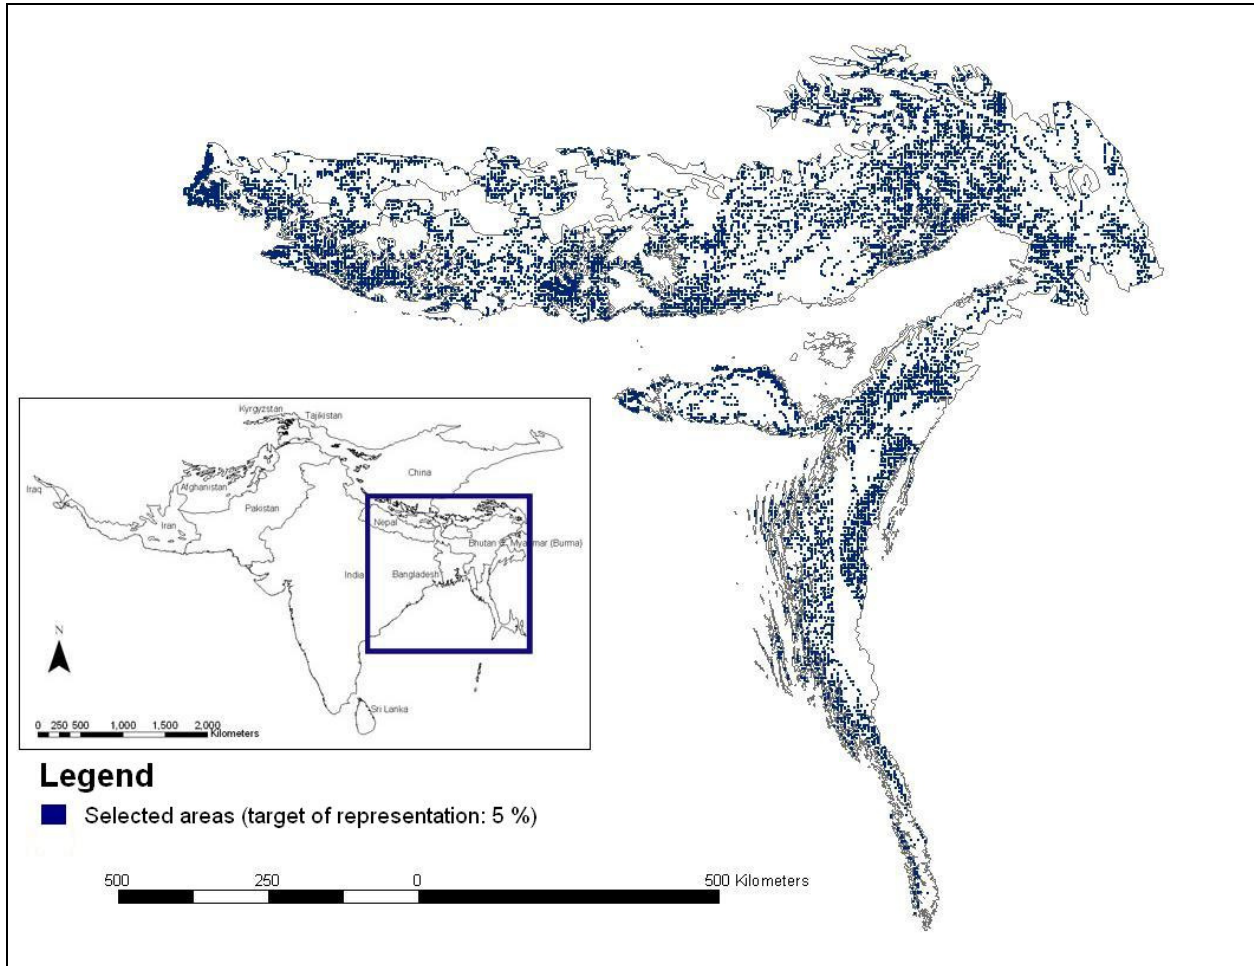 Kyrgyzstan
Tajikistan
China
Afghanistan
Iraq
Pakistan
Iran
Nepal
Bhutan
Myanmar (Burma)
India
Bangladesh
N
Sri Lanka
0 250 500 1,000 1,500 2,000
Kilometers
Legend
Selected areas (target of representation: 5 %)
500 250 0 500 Kilometers